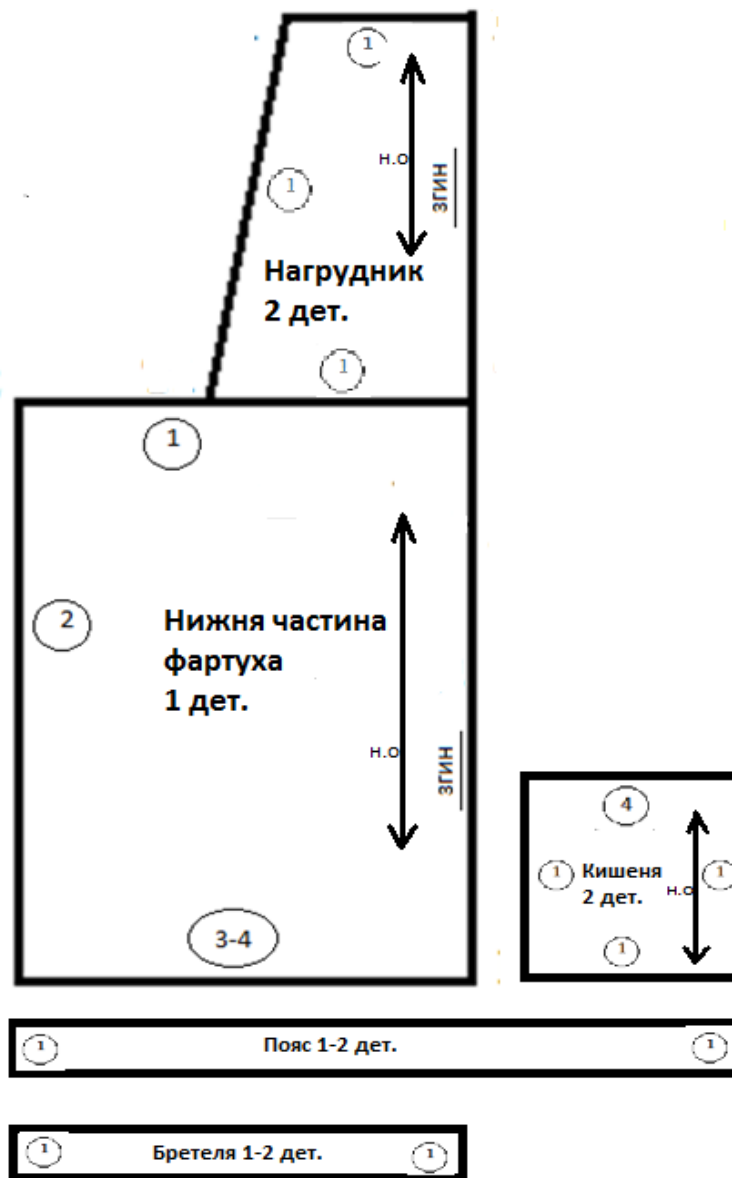 1
н.о
згин
1
Нагрудник
2 дет.
1
1
2
Нижня частина
фартуха
1 дет.
н.о
згин
3-4
4
1
Кишеня
2 дет.
н.о
1
1
1
Пояс 1-2 дет.
1
1
Бретеля 1-2 дет.
1